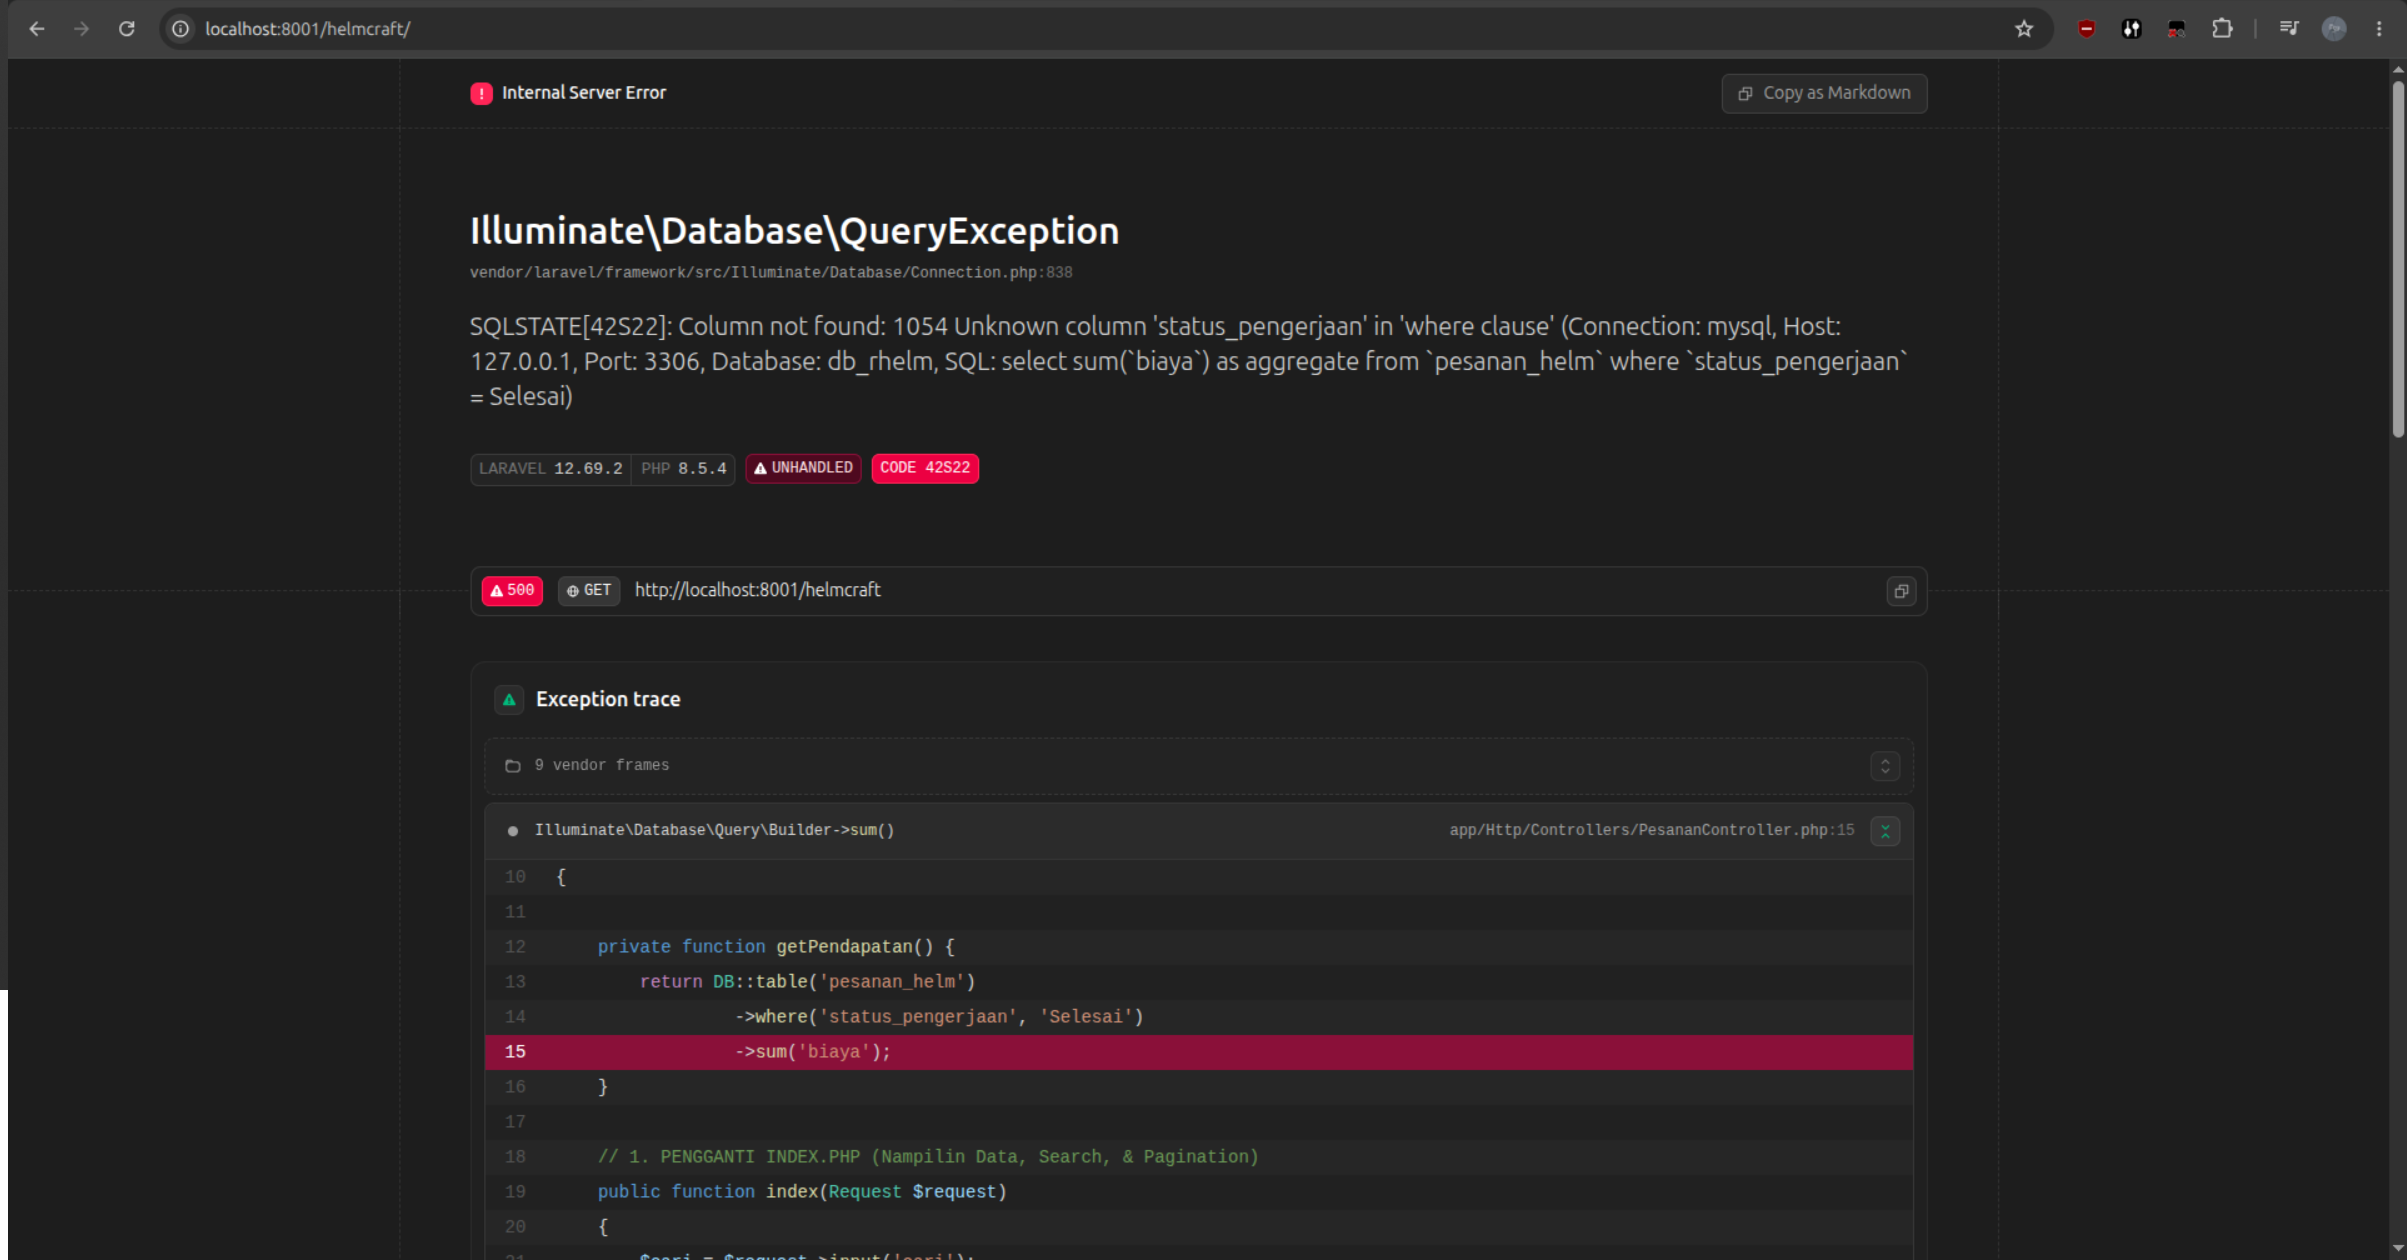 localhost:8001/helmcraft/
Internal Server Error
Copy as Markdown
Illuminate\Database\QueryException
vendor/laravel/framework/src/Illuminate/Database/Connection.php:838
SQLSTATE[42S22]: Column not found: 1054 Unknown column 'status_pengerjaan' in 'where clause' (Connection: mysql, Host:
127.0.0.1, Port: 3306, Database: db_rhelm, SQL: select sum(`biaya`) as aggregate from `pesanan_helm` where `status_pengerjaan`
= Selesai)
LARAVEL 12.69.2 PHP 8.5.4 UNHANDLED CODE 42S22
500 GET http://localhost:8001/helmcraft
Exception trace
9 vendor frames
Illuminate\Database\Query\Builder->sum() app/Http/Controllers/PesananController.php:15
10 {
11
12 private function getPendapatan() {
13 return DB::table('pesanan_helm')
14 ->where('status_pengerjaan', 'Selesai')
15 ->sum('biaya');
16 }
17
18 // 1. PENGGANTI INDEX.PHP (Nampilin Data, Search, & Pagination)
19 public function index(Request $request)
20 {
21 $cari = $request->input('cari');